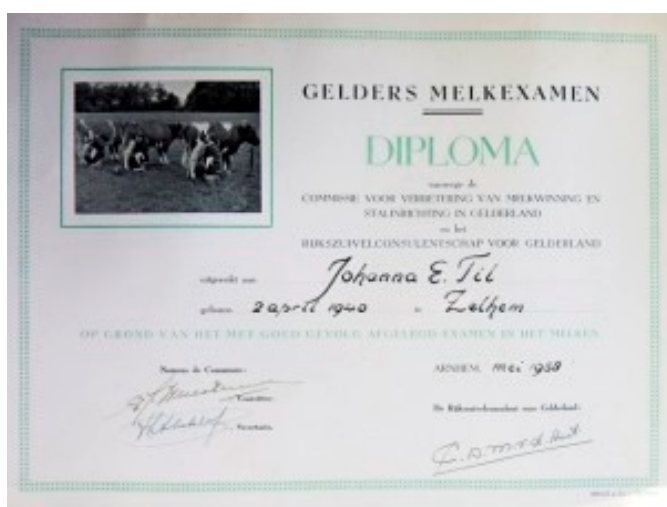 GELDERS MELKEXAMEN
DIPLOMA
vanwege de
COMMISSIE VOOR VERBETERING VAN MELKWINNING EN
STALINRICHTING IN GELDERLAND
en het
RIJKSZUIVELCONSULENTSCHAP VOOR GELDERLAND
uitgereikt aan Johanna E. Til
geboren 2 april 1940 te Zelhem
OP GROND VAN HET MET GOED GEVOLG AFGELEGD EXAMEN IN HET MELKEN
Namens de Commissie:
ARNHEM, Mei 1958
Voorzitter.
De Rijkszuivelconsulent voor Gelderland:
Secretaris.